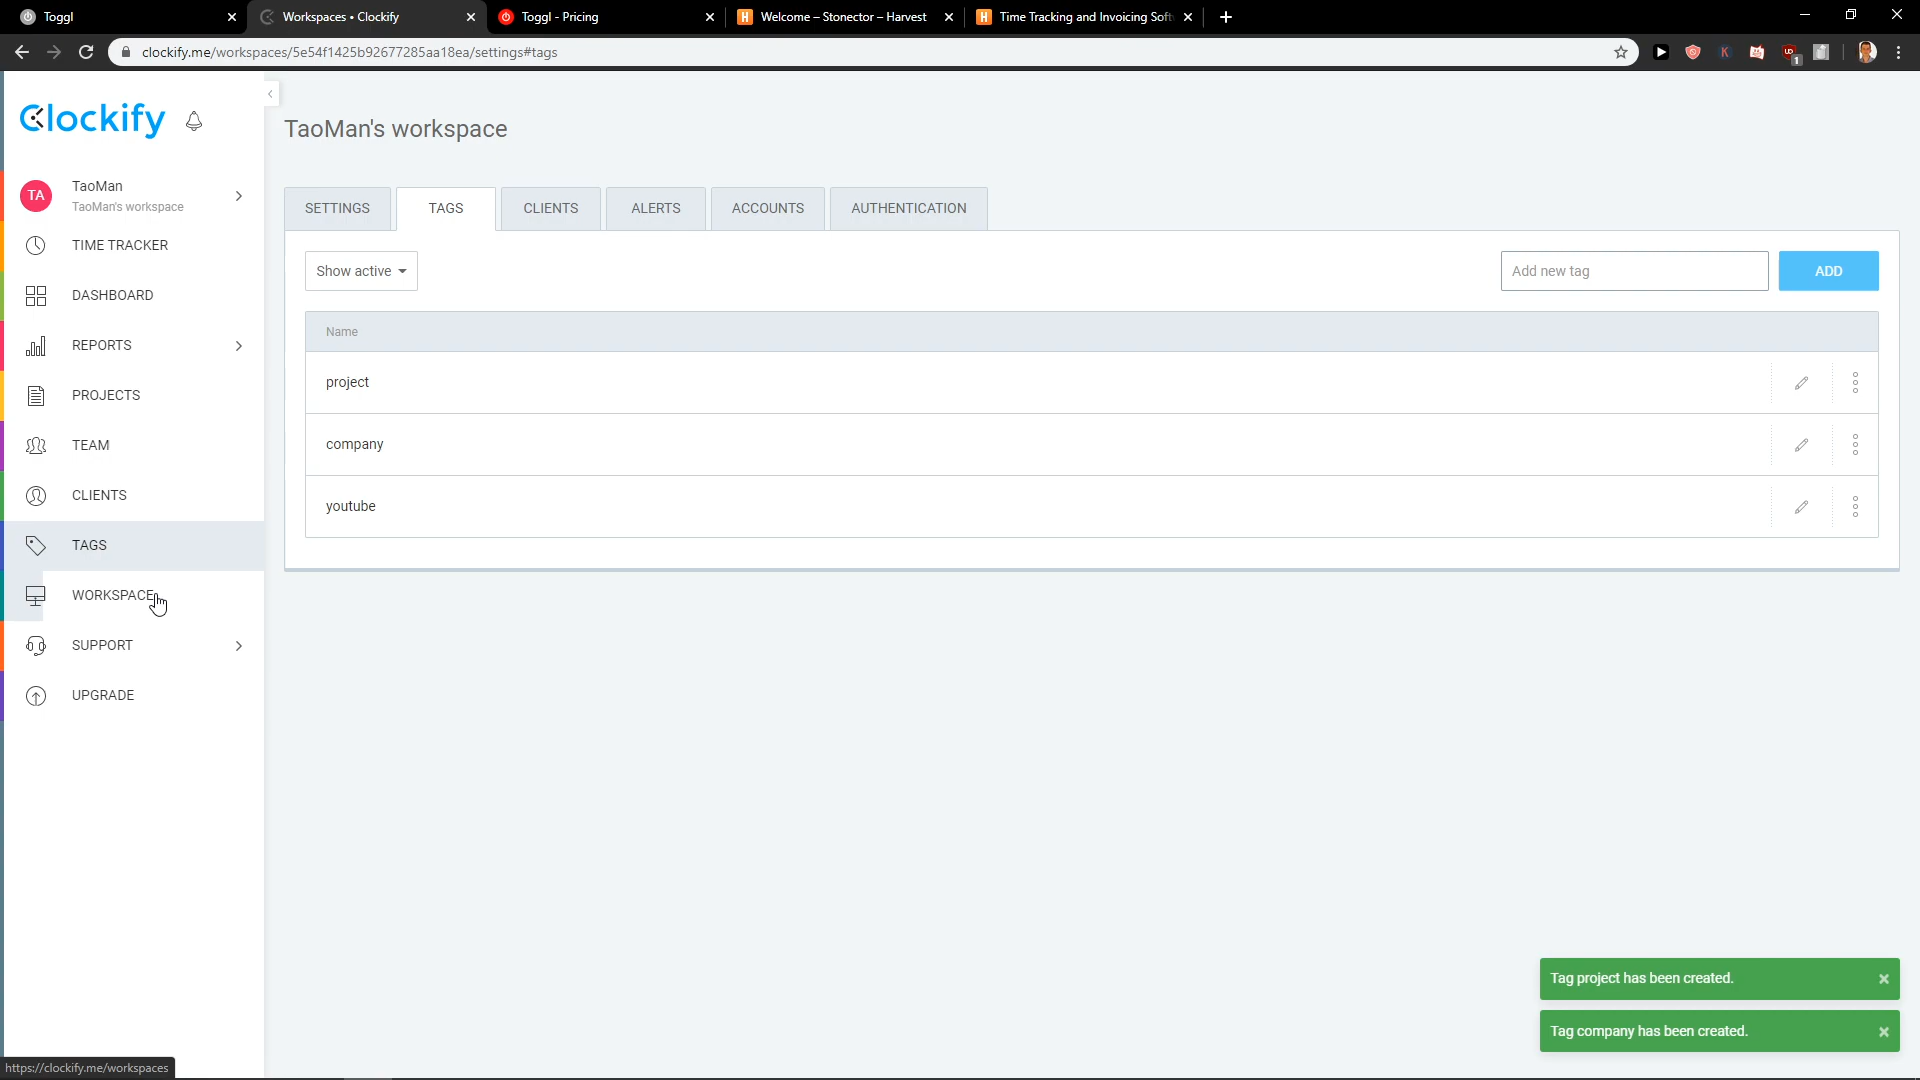 Toggl
Workspaces • Clockify
Toggl - Pricing
Welcome – Stonector – Harvest
Time Tracking and Invoicing Soft
clockify.me/workspaces/5e54f1425b92677285aa18ea/settings#tags
Clockify
TA
TaoMan
TaoMan's workspace
TIME TRACKER
DASHBOARD
REPORTS
PROJECTS
TEAM
CLIENTS
TAGS
WORKSPACE
SUPPORT
UPGRADE
TaoMan's workspace
SETTINGS
TAGS
CLIENTS
ALERTS
ACCOUNTS
AUTHENTICATION
Show active
Add new tag
ADD
Name
project
company
youtube
Tag project has been created.
Tag company has been created.
https://clockify.me/workspaces